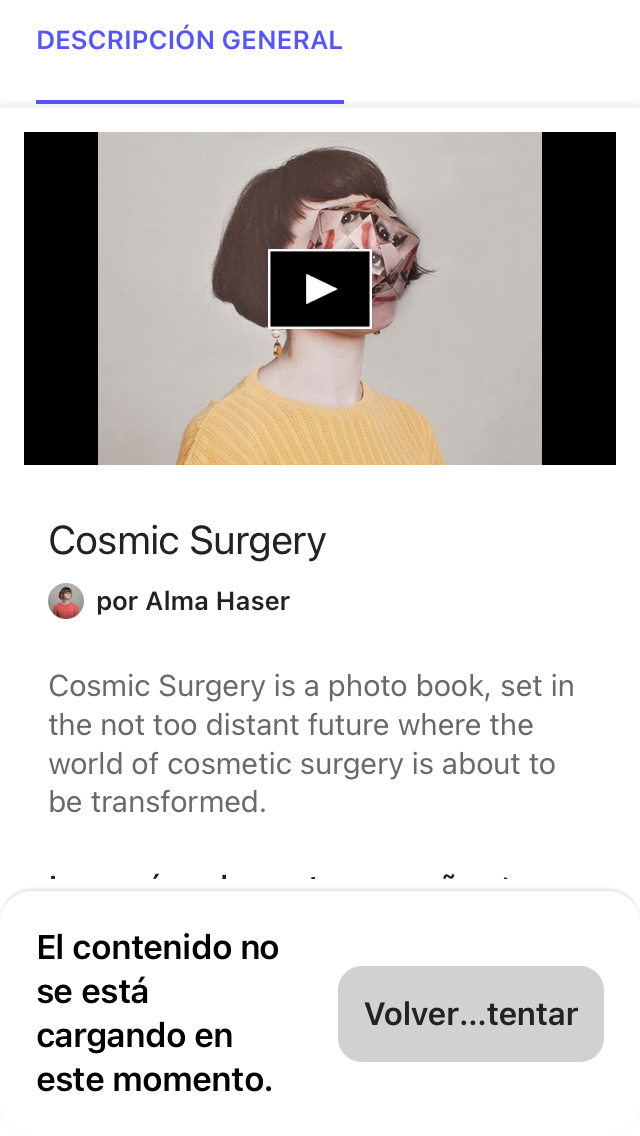 DESCRIPCIÓN GENERAL
Cosmic Surgery
por Alma Haser
Cosmic Surgery is a photo book, set in
the not too distant future where the
world of cosmetic surgery is about to
be transformed.
El contenido no
se está
cargando en
este momento.
Volver...tentar